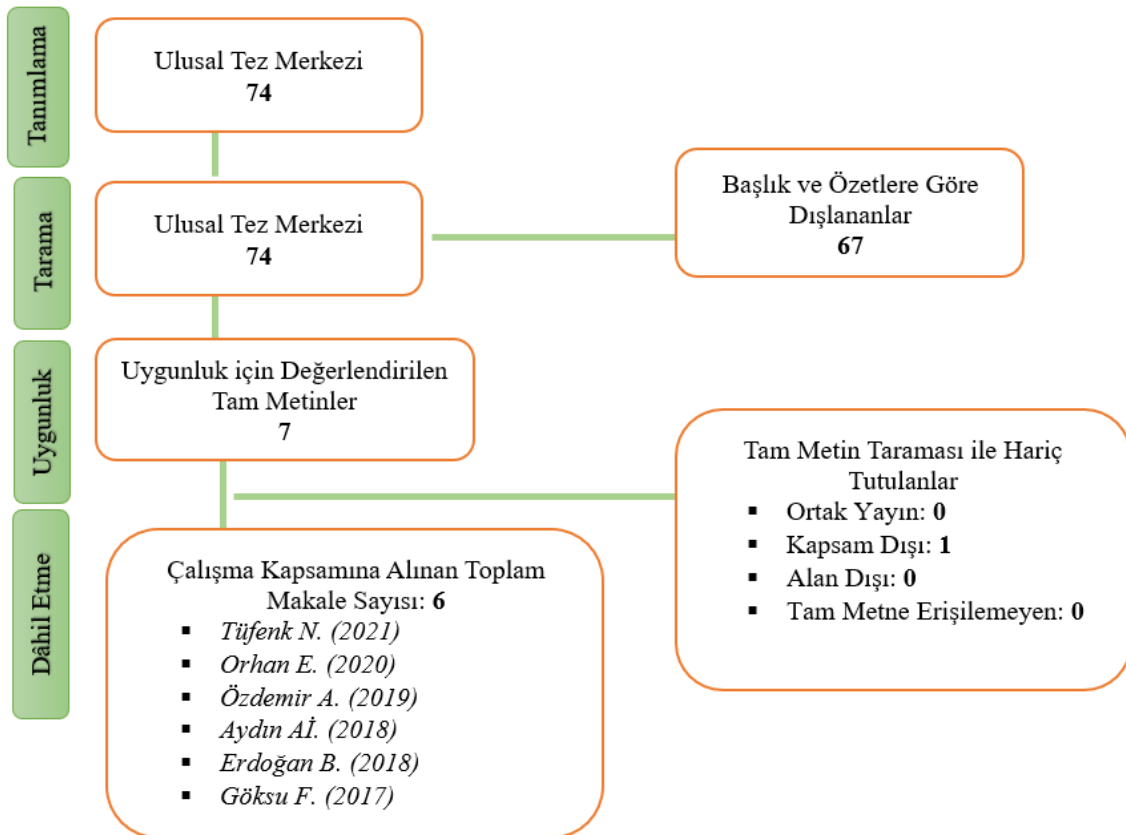 Tanımlama
Ulusal Tez Merkezi
74
Tarama
Ulusal Tez Merkezi
74
Başlık ve Özetlere Göre
Dışlananlar
67
Uygunluk
Uygunluk için Değerlendirilen
Tam Metinler
7
Tam Metin Taraması ile Hariç
Tutulanlar
▪ Ortak Yayın: 0
▪ Kapsam Dışı: 1
▪ Alan Dışı: 0
▪ Tam Metne Erişilemeyen: 0
Dâhil Etme
Çalışma Kapsamına Alınan Toplam
Makale Sayısı: 6
▪ Tüfenk N. (2021)
▪ Orhan E. (2020)
▪ Özdemir A. (2019)
▪ Aydın Aİ. (2018)
▪ Erdoğan B. (2018)
▪ Göksu F. (2017)